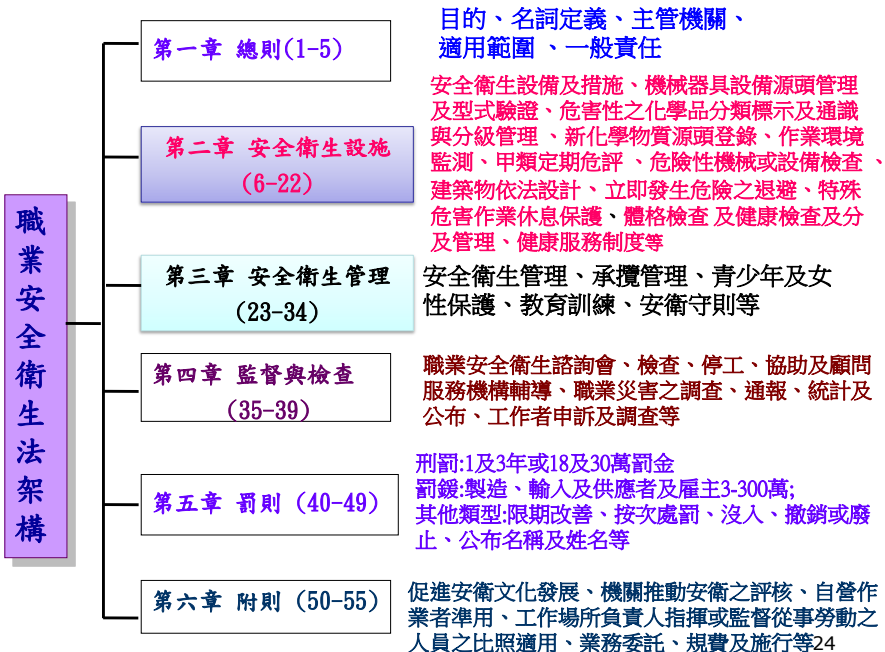 職業安全衛生法架構
第一章 總則(1-5)
目的、名詞定義、主管機關、
適用範圍 、一般責任
第二章 安全衛生設施
(6-22)
安全衛生設備及措施、機械器具設備源頭管理
及型式驗證、危害性之化學品分類標示及通識
與分級管理 、新化學物質源頭登錄、作業環境
監測、甲類定期危評 、危險性機械或設備檢查 、
建築物依法設計、立即發生危險之退避、特殊
危害作業休息保護、體格檢查 及健康檢查及分
及管理、健康服務制度等
第三章 安全衛生管理
(23-34)
安全衛生管理、承攬管理、青少年及女
性保護、教育訓練、安衛守則等
第四章 監督與檢查
(35-39)
職業安全衛生諮詢會、檢查、停工、協助及顧問
服務機構輔導、職業災害之調查、通報、統計及
公布、工作者申訴及調查等
第五章 罰則 (40-49)
刑罰:1及3年或18及30萬罰金
罰鍰:製造、輸入及供應者及雇主3-300萬;
其他類型:限期改善、按次處罰、沒入、撤銷或廢
止、公布名稱及姓名等
第六章 附則 (50-55)
促進安衛文化發展、機關推動安衛之評核、自營作
業者準用、工作場所負責人指揮或監督從事勞動之
人員之比照適用、業務委託、規費及施行等24